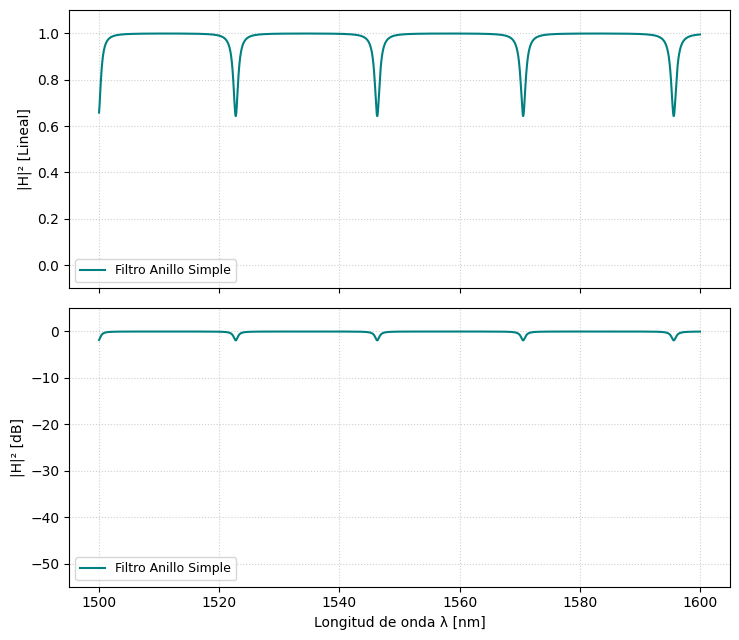 1.0
0.8
0.6
0.4
0.2
0.0
|H|² [Lineal]
Filtro Anillo Simple
0
−10
−20
−30
−40
−50
|H|² [dB]
Filtro Anillo Simple
1500 1520 1540 1560 1580 1600
Longitud de onda λ [nm]